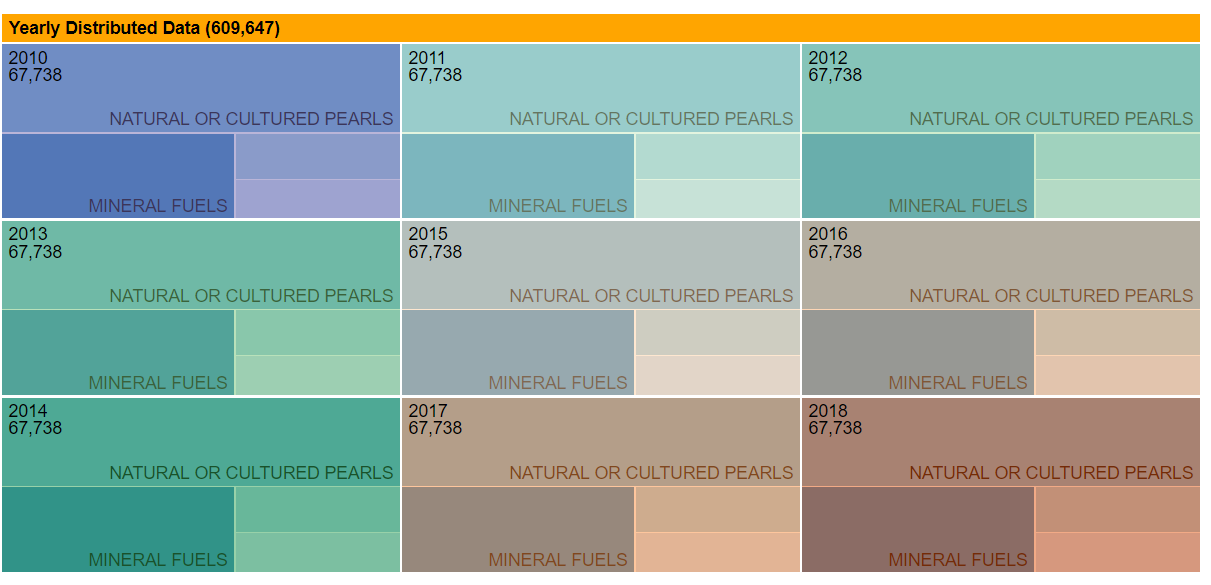 Yearly Distributed Data (609,647)
2010
67,738
NATURAL OR CULTURED PEARLS
MINERAL FUELS
2011
67,738
NATURAL OR CULTURED PEARLS
MINERAL FUELS
2012
67,738
NATURAL OR CULTURED PEARLS
MINERAL FUELS
2013
67,738
NATURAL OR CULTURED PEARLS
MINERAL FUELS
2015
67,738
NATURAL OR CULTURED PEARLS
MINERAL FUELS
2016
67,738
NATURAL OR CULTURED PEARLS
MINERAL FUELS
2014
67,738
NATURAL OR CULTURED PEARLS
MINERAL FUELS
2017
67,738
NATURAL OR CULTURED PEARLS
MINERAL FUELS
2018
67,738
NATURAL OR CULTURED PEARLS
MINERAL FUELS